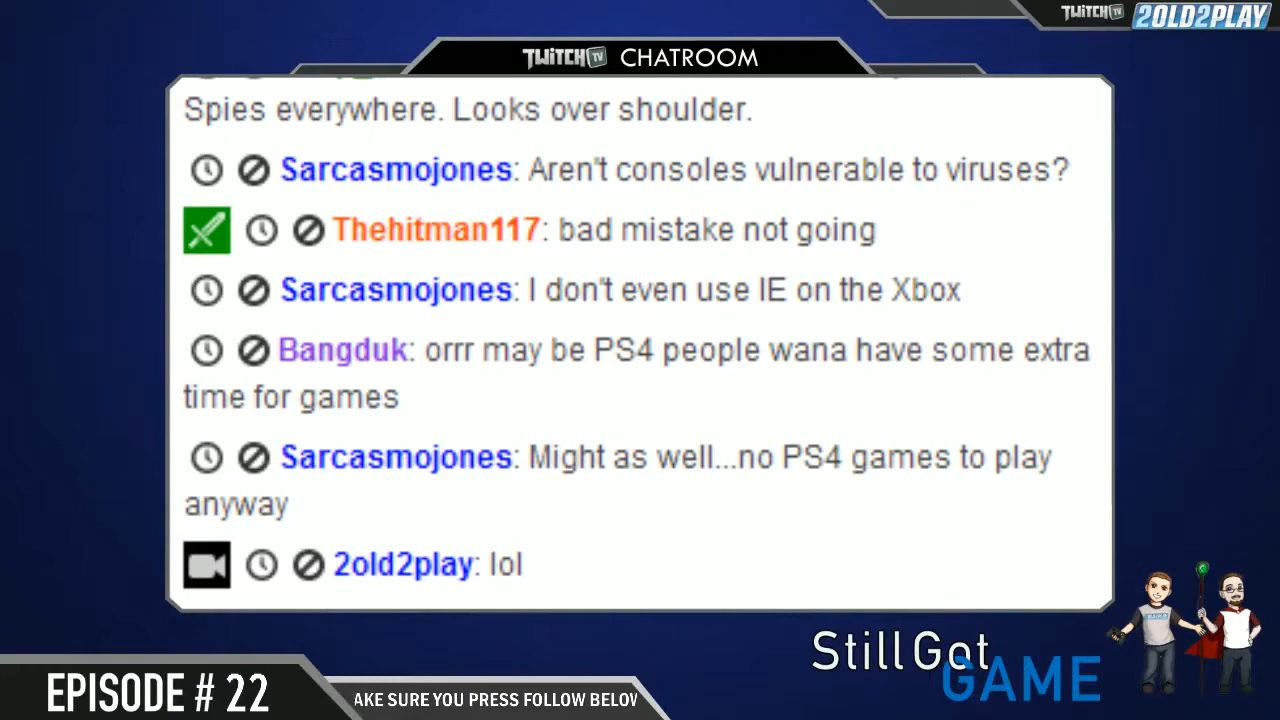 TWITCH TV 2OLD2PLAY
TWITCH TV CHATROOM
Spies everywhere. Looks over shoulder.
Sarcasmojones: Aren't consoles vulnerable to viruses?
Thehitman117: bad mistake not going
Sarcasmojones: I don't even use IE on the Xbox
Bangduk: orrr may be PS4 people wana have some extra
time for games
Sarcasmojones: Might as well...no PS4 games to play
anyway
2old2play: lol
Still Got
GAME
EPISODE # 22
AKE SURE YOU PRESS FOLLOW BELOW